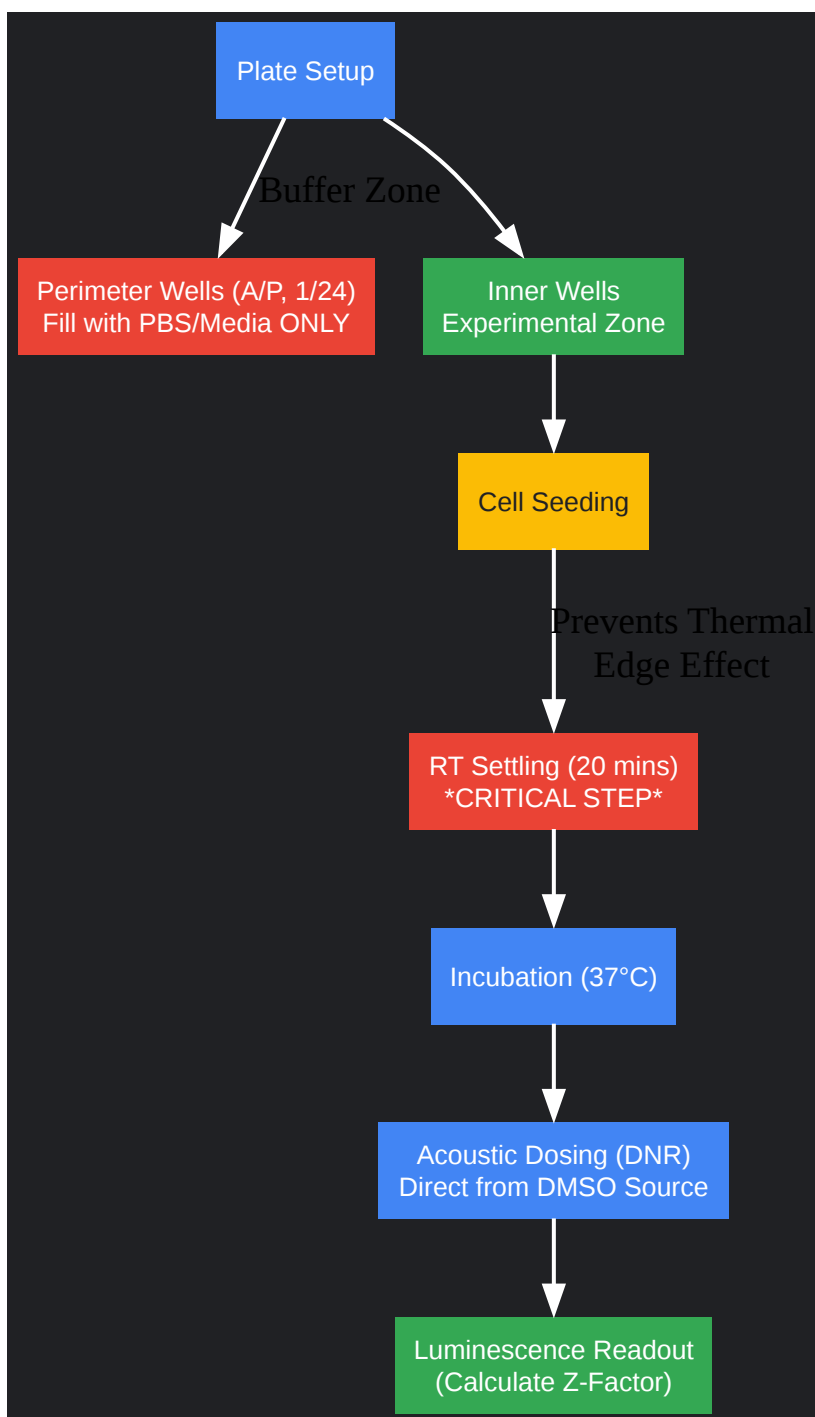 Plate Setup
Buffer Zone
Perimeter Wells (A/P, 1/24)
Fill with PBS/Media ONLY
Inner Wells
Experimental Zone
Cell Seeding
Prevents Thermal
Edge Effect
RT Settling (20 mins)
*CRITICAL STEP*
Incubation (37°C)
Acoustic Dosing (DNR)
Direct from DMSO Source
Luminescence Readout
(Calculate Z-Factor)